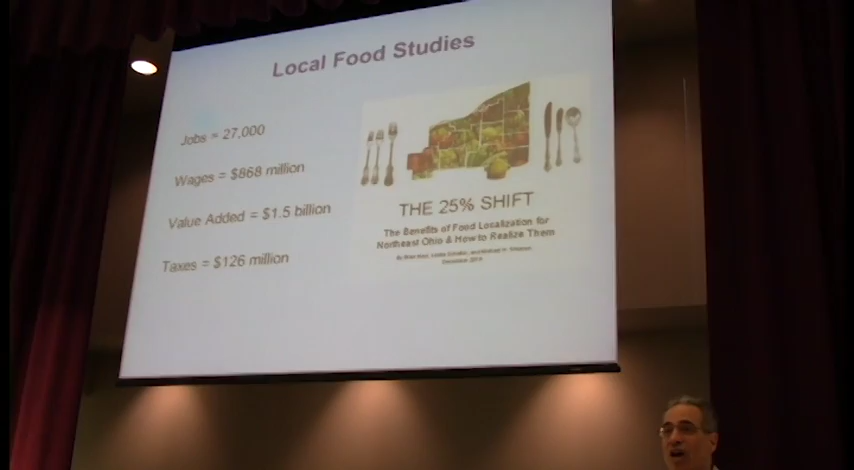 Local Food Studies
Jobs = 27,000
Wages = $868 million
Value Added = $1.5 billion
Taxes = $126 million
THE 25% SHIFT
The Benefits of Food Localization for
Northeast Ohio & How to Realize Them